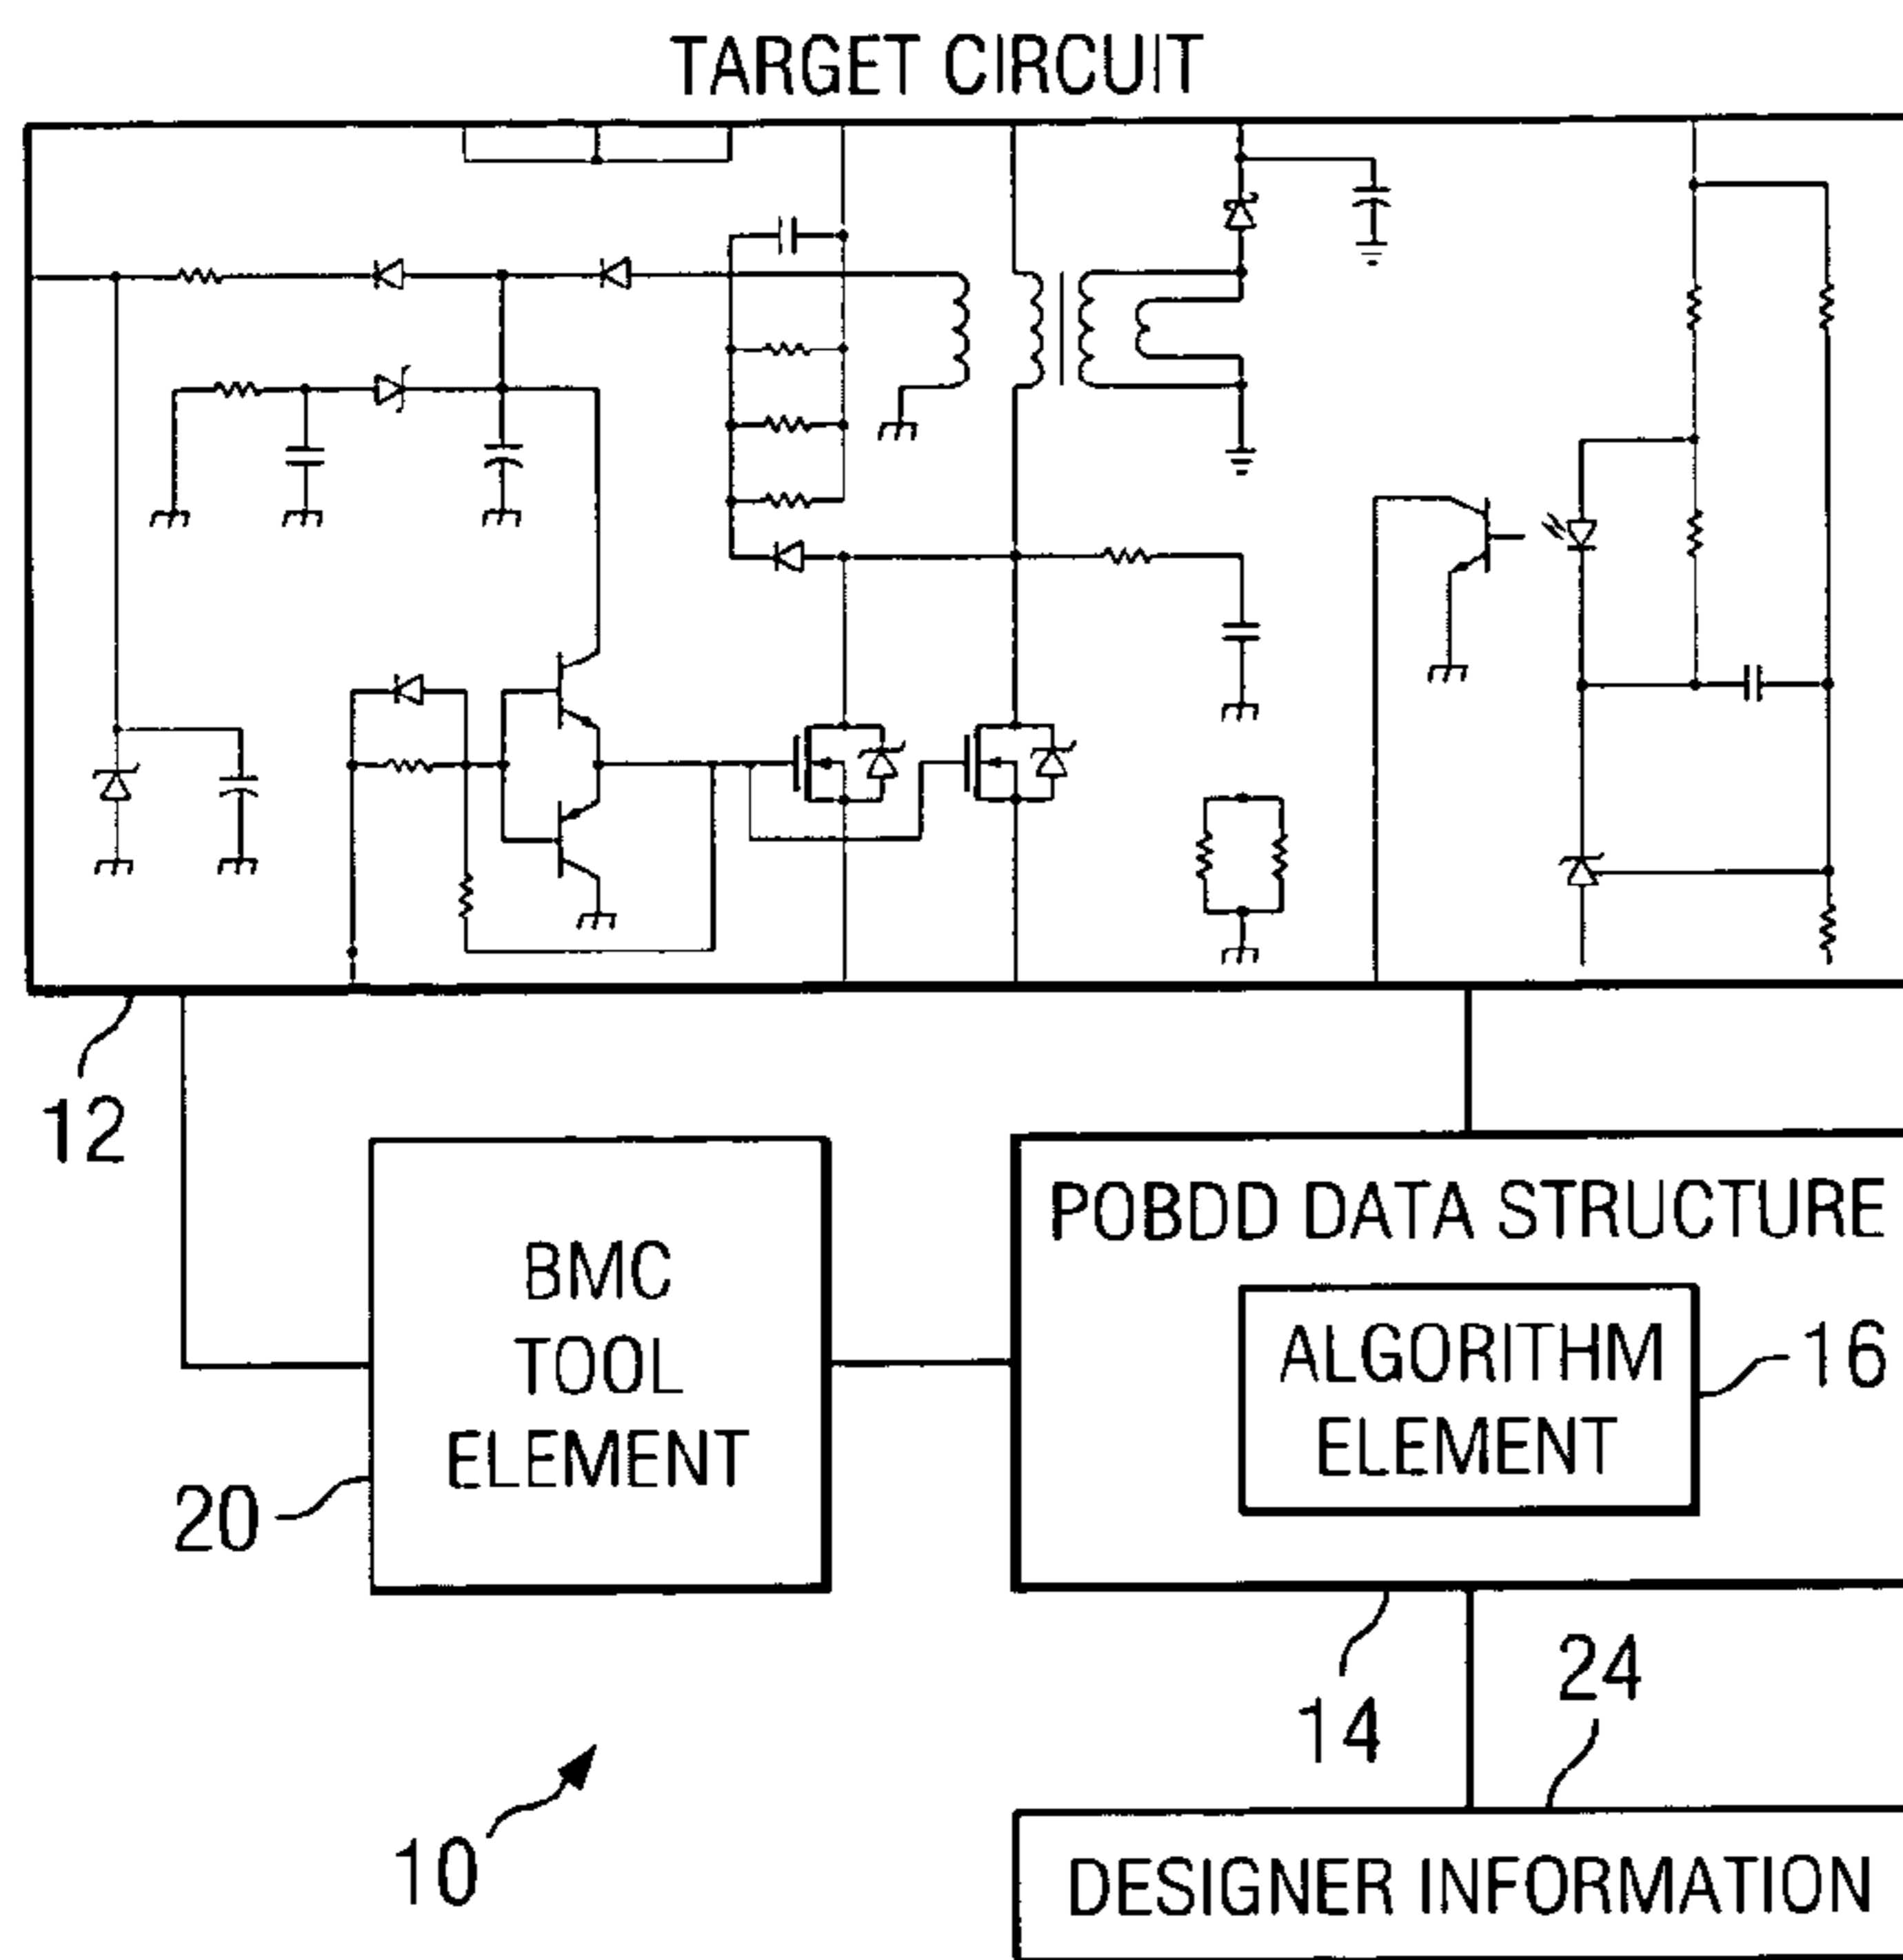 TARGET CIRCUIT
12
BMC
TOOL
ELEMENT
20
POBDD DATA STRUCTURE
ALGORITHM
ELEMENT
16
14
24
10
DESIGNER INFORMATION